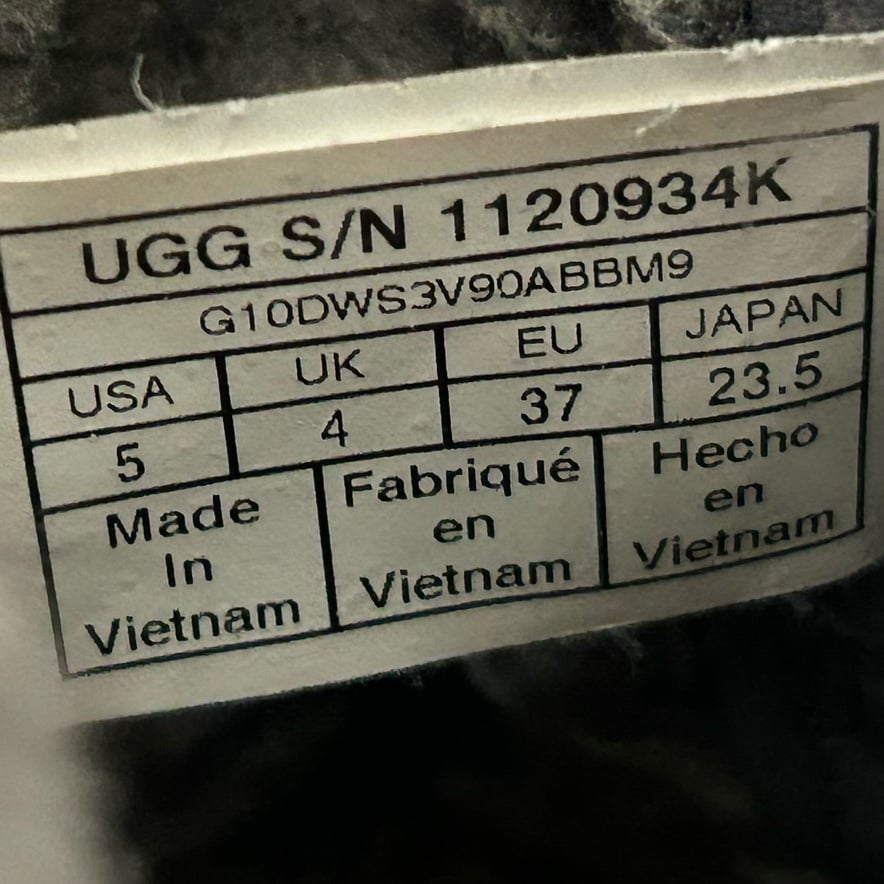 UGG S/N 1120934K
G10DWS3V90ABBM9
USA UK EU JAPAN
5 4 37 23.5
Made
In
Vietnam
Fabriqué
en
Vietnam
Hecho
en
Vietnam